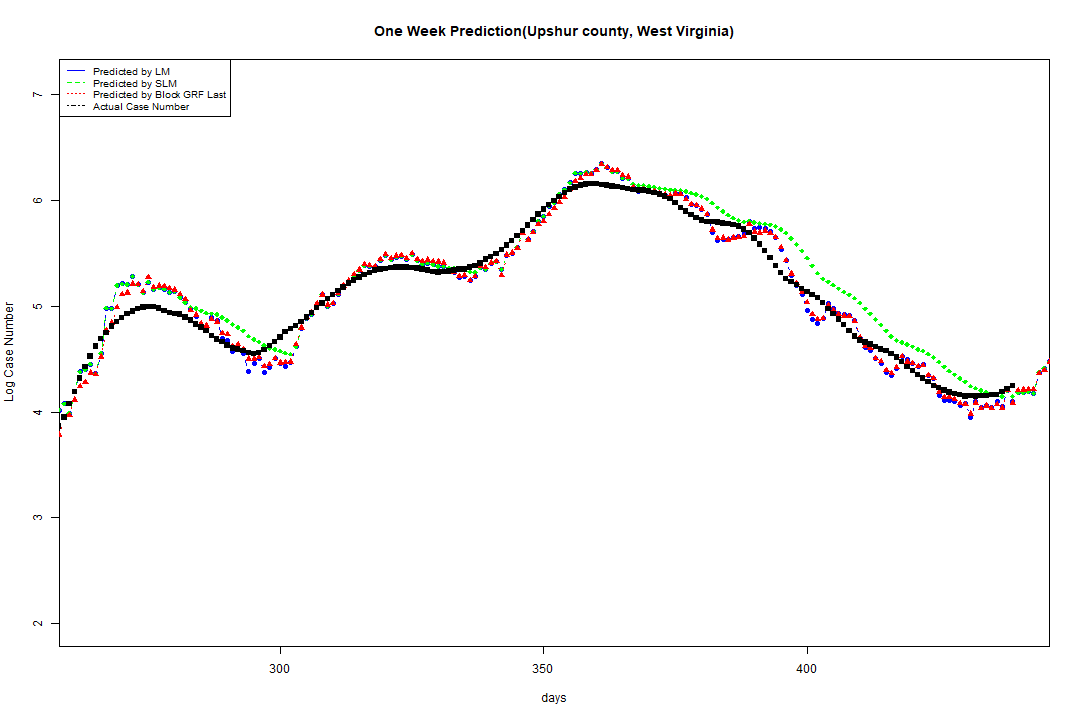 One Week Prediction(Upshur county, West Virginia)
Predicted by LM
Predicted by SLM
Predicted by Block GRF Last
Actual Case Number
7
6
5
4
3
2
Log Case Number
300 350 400
days